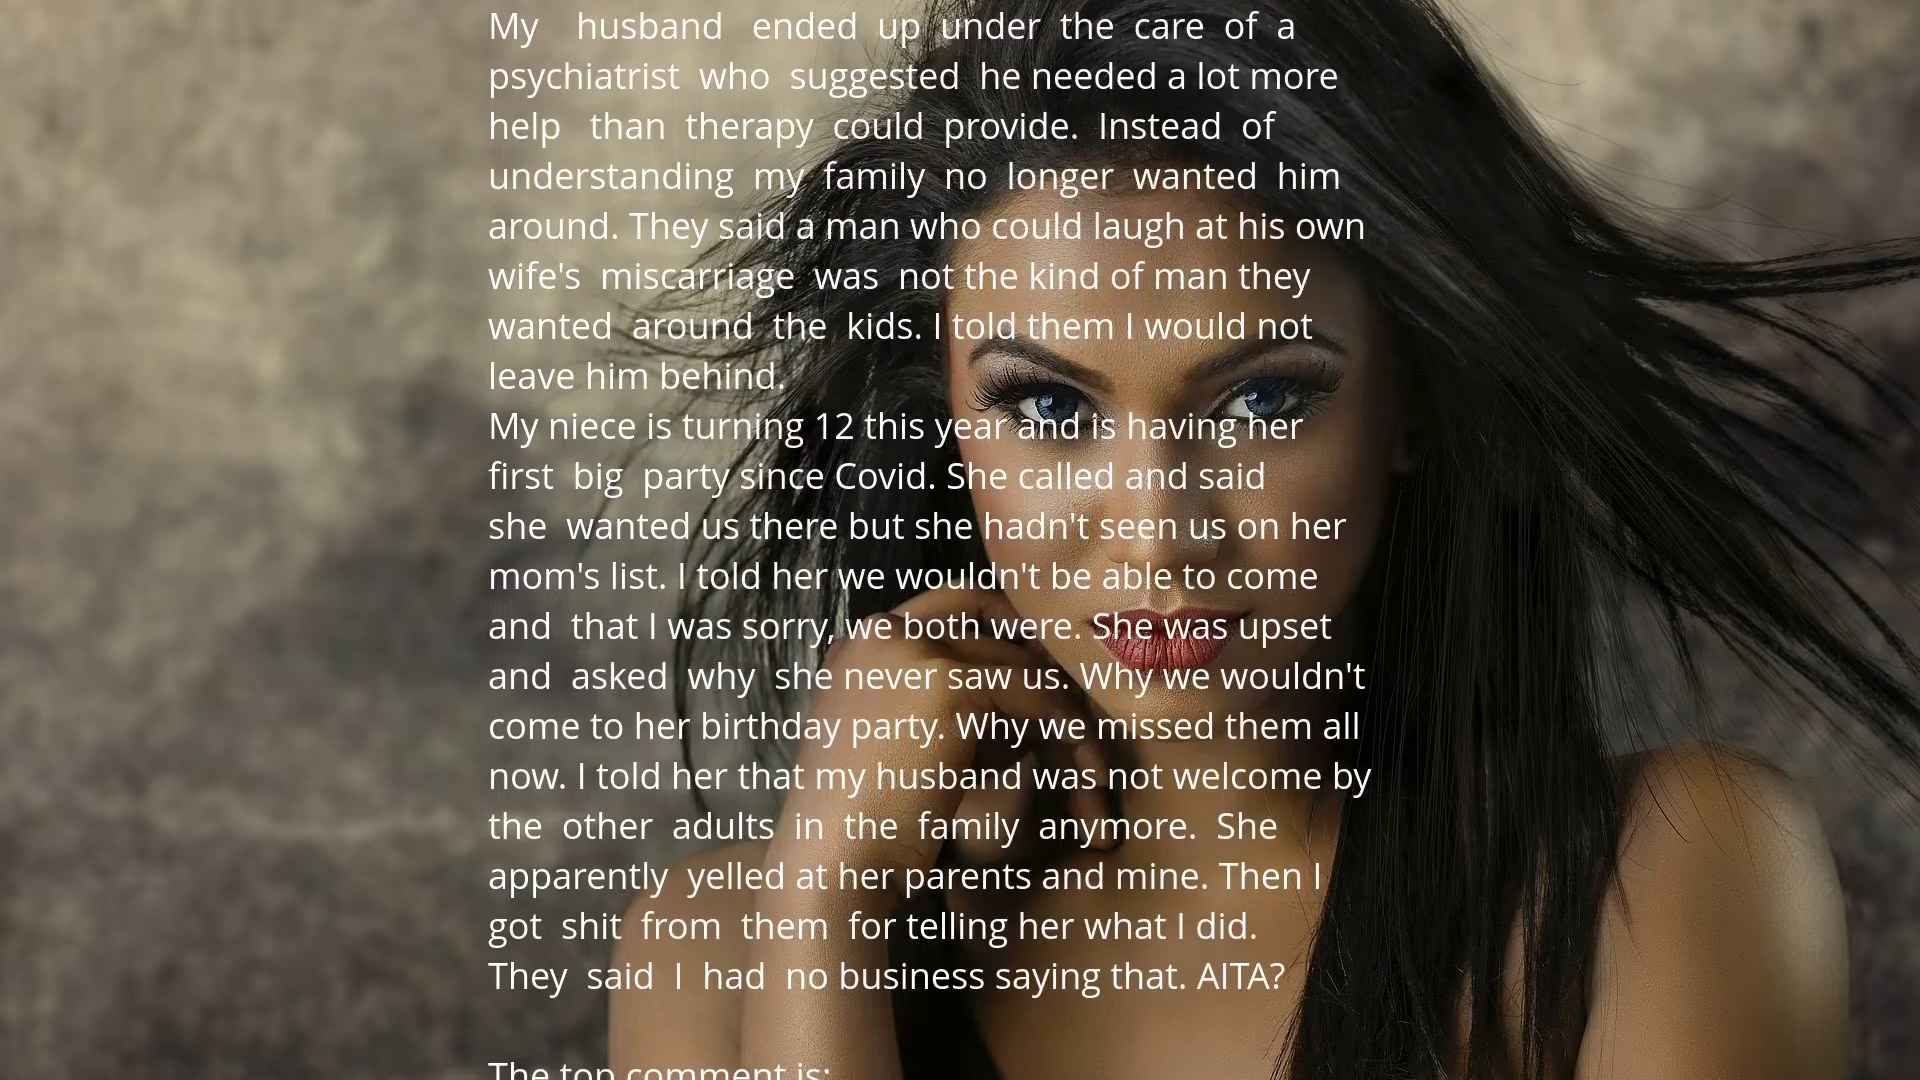 My husband ended up under the care of a
psychiatrist who suggested he needed a lot more
help than therapy could provide. Instead of
understanding my family no longer wanted him
around. They said a man who could laugh at his own
wife's miscarriage was not the kind of man they
wanted around the kids. I told them I would not
leave him behind.
My niece is turning 12 this year and is having her
first big party since Covid. She called and said
she wanted us there but she hadn't seen us on her
mom's list. I told her we wouldn't be able to come
and that I was sorry, we both were. She was upset
and asked why she never saw us. Why we wouldn't
come to her birthday party. Why we missed them all
now. I told her that my husband was not welcome by
the other adults in the family anymore. She
apparently yelled at her parents and mine. Then I
got shit from them for telling her what I did.
They said I had no business saying that. AITA?
The top comment is: